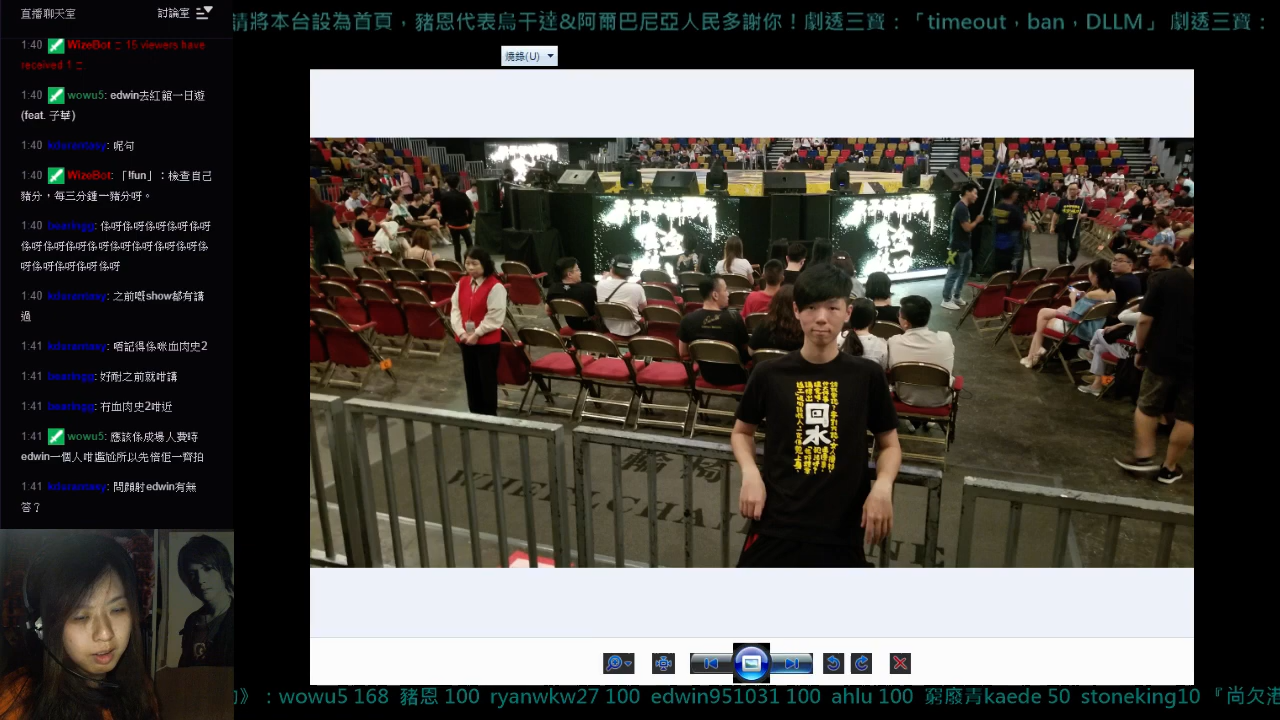 直播聊天室
討論室
請將本台設為首頁，豬恩代表烏干達&阿爾巴尼亞人民多謝你！劇透三寶：「timeout，ban，DLLM」 劇透三寶：
燒錄(U)
1:40 WizeBot: 15 viewers have
received 1
1:40 wowu5: edwin去紅館一日遊
(feat. 子華)
1:40 kdsrantasy: 呢句
1:40 WizeBot: 「!fun」：檢查自己
豬分，每三分鐘一豬分呀。
1:40 bearingg: 係呀係呀係呀係呀係呀
係呀係呀係呀係呀係呀係呀係呀係
呀係呀係呀係呀係呀
1:40 kdsrantasy: 之前嘅show都有講
過
1:41 kdsrantasy: 唔記得係咪血肉史2
1:41 bearingg: 好耐之前就咁講
1:41 bearingg: 冇血肉史2咁近
1:41 wowu5: 應該係成場人費時
edwin一個人咁尷尬所以先陪佢一齊拍
1:41 kdsrantasy: 問顏射edwin有無
答？
回水
輪椅
WHEELCHAIR
：wowu5 168 豬恩 100 ryanwkw27 100 edwin951031 100 ahlu 100 窮廢青kaede 50 stoneking10 『尚欠港